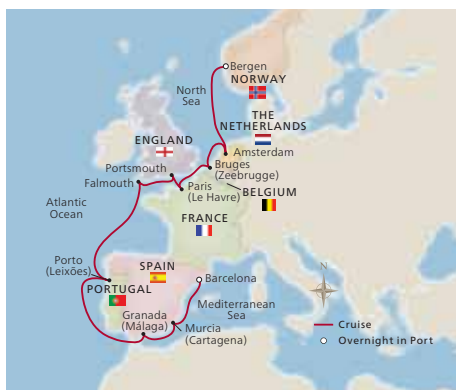 Bergen
NORWAY
North
Sea
THE
NETHERLANDS
ENGLAND
Amsterdam
Portsmouth
Bruges
(Zeebrugge)
Falmouth
Paris
(Le Havre)
BELGIUM
Atlantic
Ocean
FRANCE
Porto
(Leixões)
SPAIN
Barcelona
PORTUGAL
Mediterranean
Sea
Granada
(Málaga)
Murcia
(Cartagena)
N
Cruise
Overnight in Port